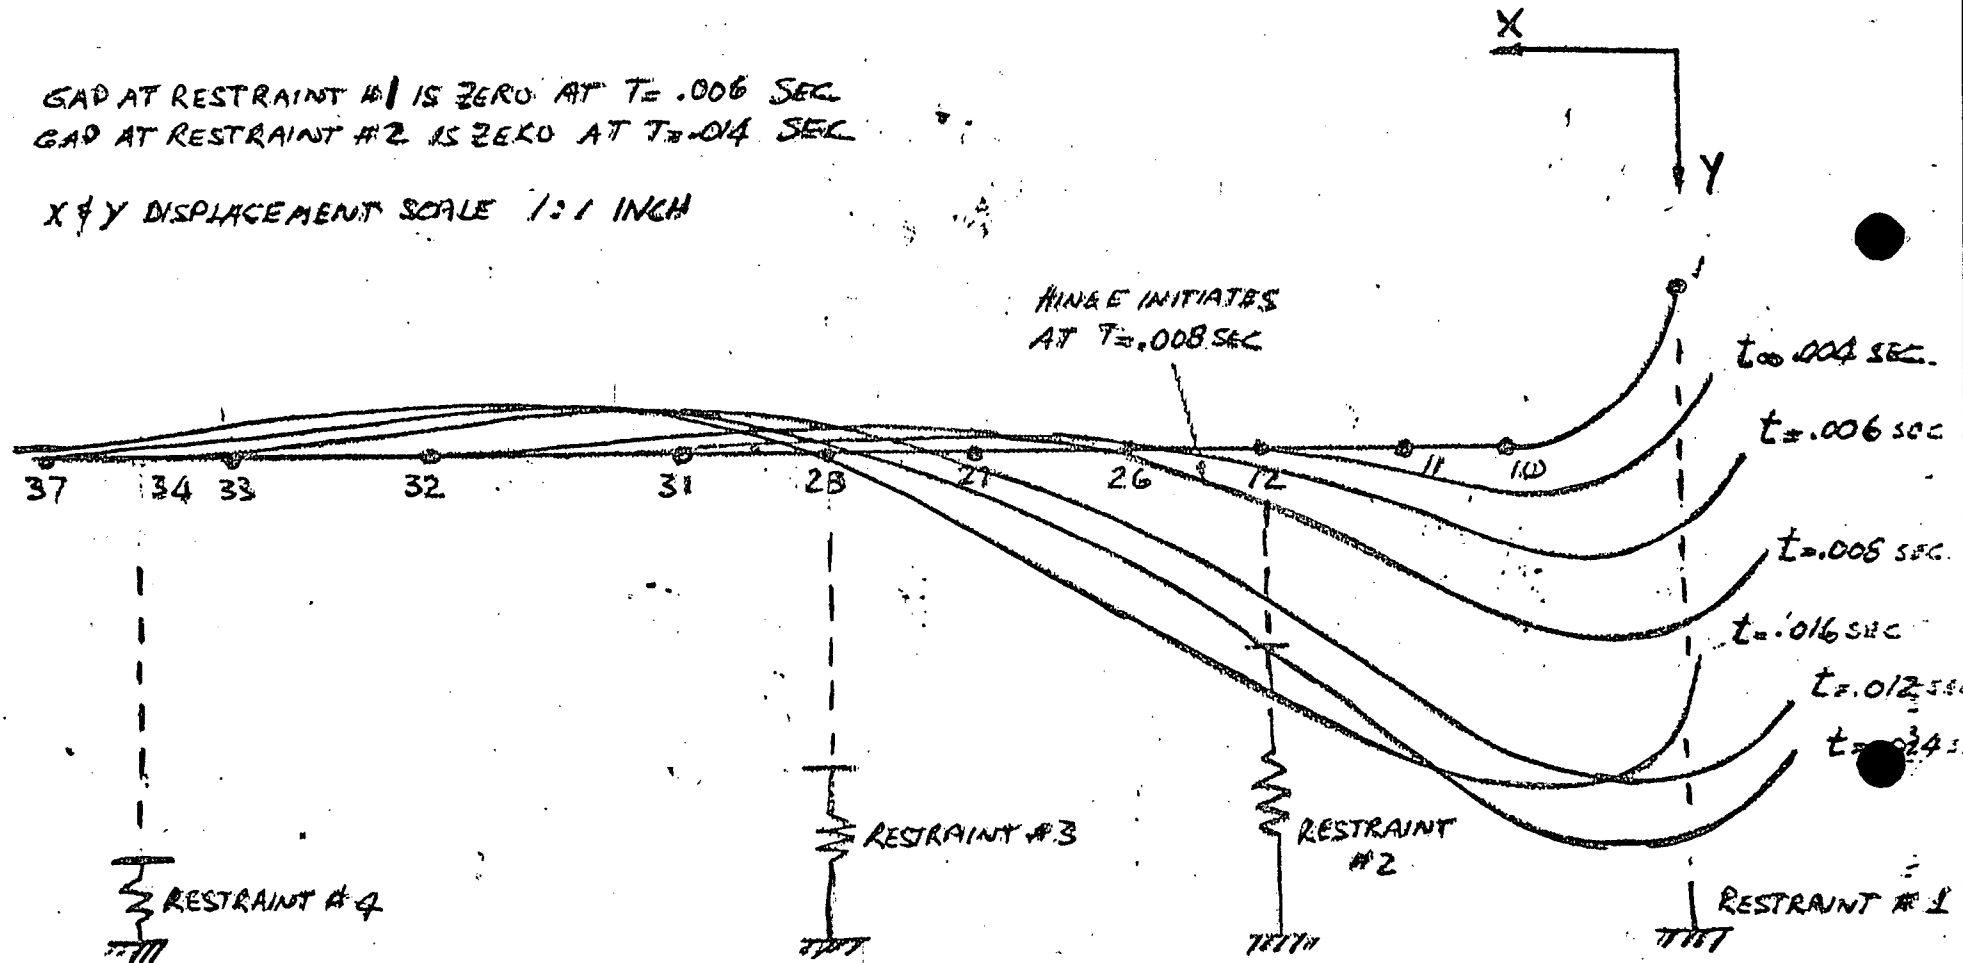 X
Y
GAP AT RESTRAINT #1 IS ZERO AT T= .006 SEC
GAP AT RESTRAINT #2 IS ZERO AT T=.014 SEC
X & Y DISPLACEMENT SCALE 1:1 INCH
HINGE INITIATES
AT T=.008 SEC
t= .004 SEC.
t=.006 SEC
t=.008 SEC.
t=.016 SEC
t=.012
37 34 33 32 31 28 27 26 12 11 10
RESTRAINT #3
RESTRAINT
#2
RESTRAINT #4
RESTRAINT #1